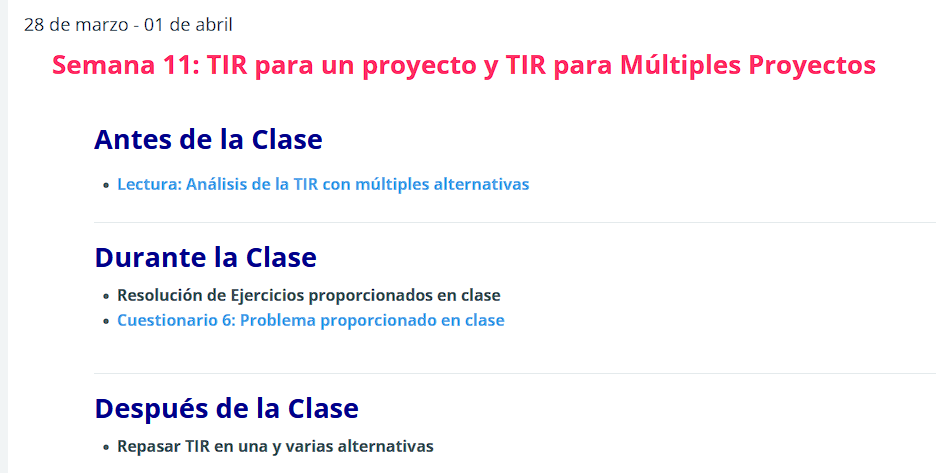 28 de marzo - 01 de abril
Semana 11: TIR para un proyecto y TIR para Múltiples Proyectos
Antes de la Clase
• Lectura: Análisis de la TIR con múltiples alternativas
Durante la Clase
• Resolución de Ejercicios proporcionados en clase
• Cuestionario 6: Problema proporcionado en clase
Después de la Clase
• Repasar TIR en una y varias alternativas